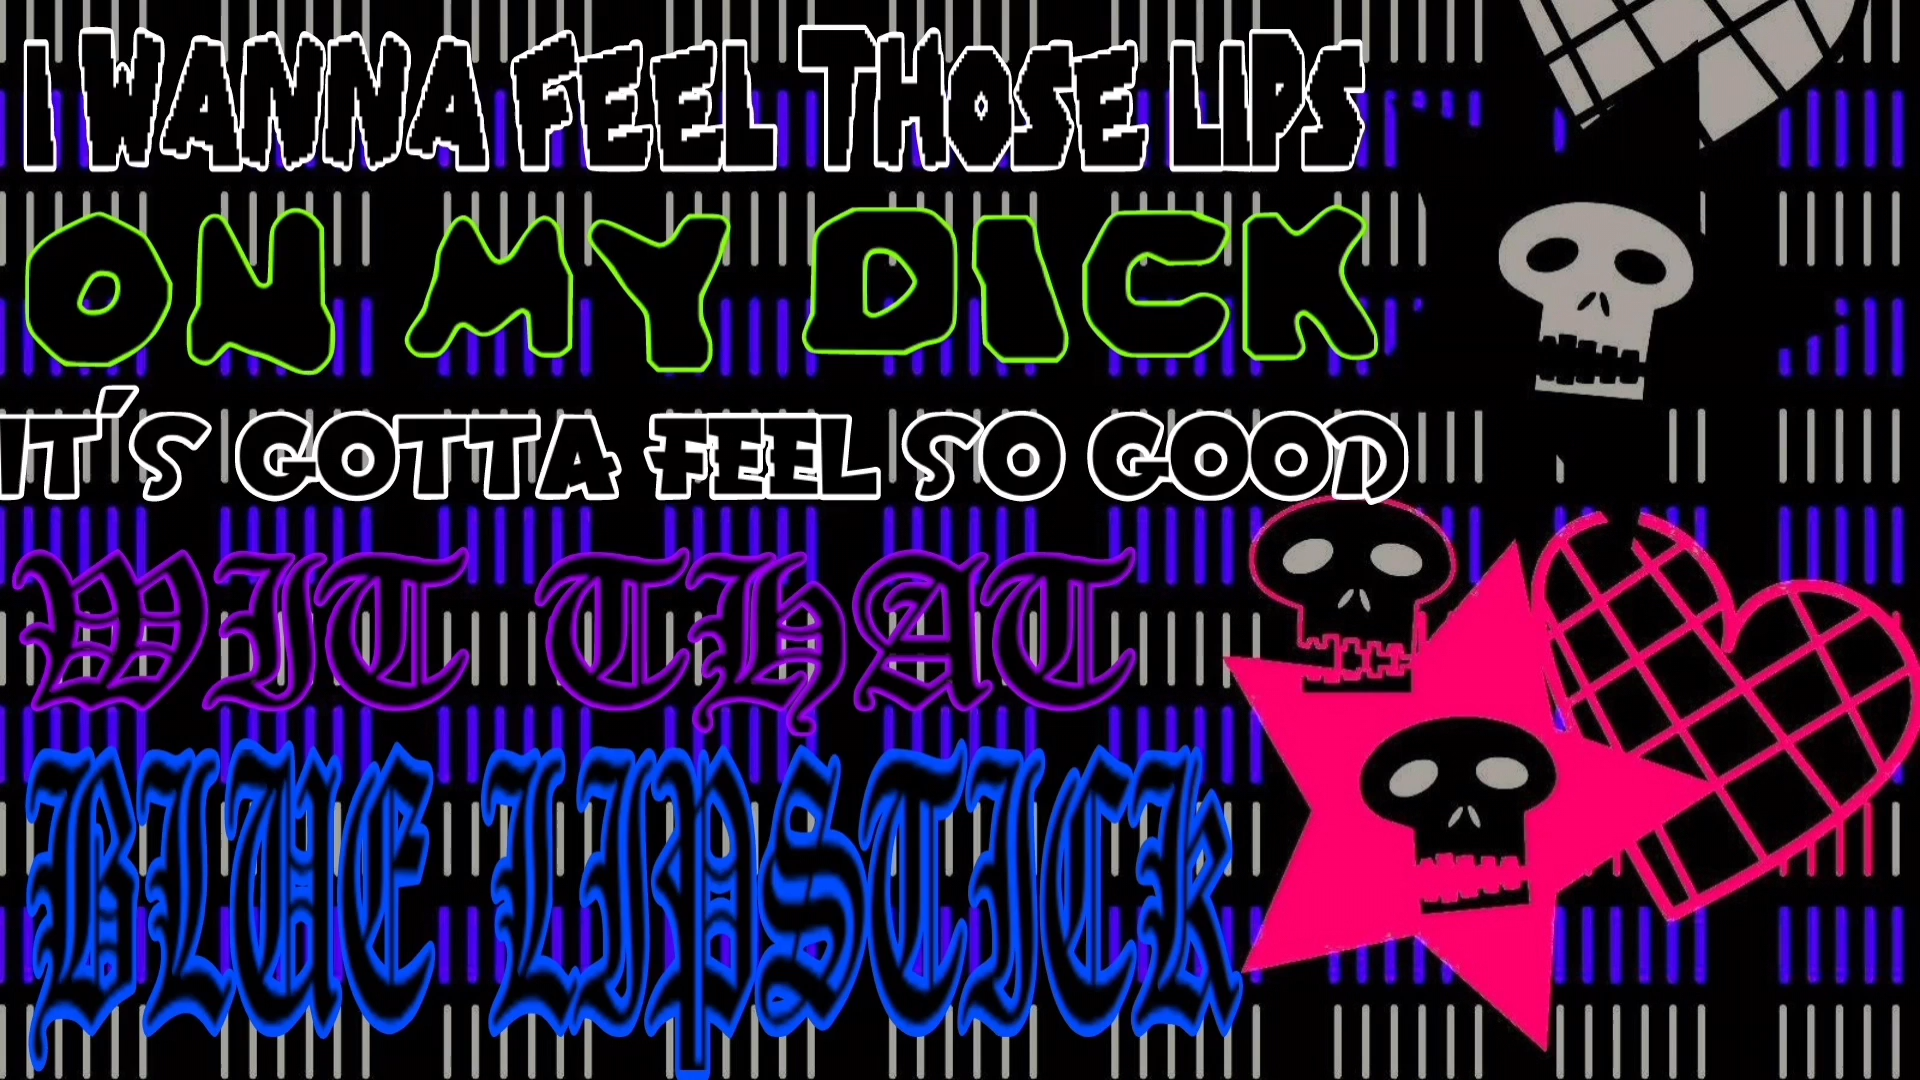 I WANNA FEEL THOSE LIPS
ON MY DICK
IT'S GOTTA FEEL SO GOOD
WIT THAT
BLUE LIPSTICK